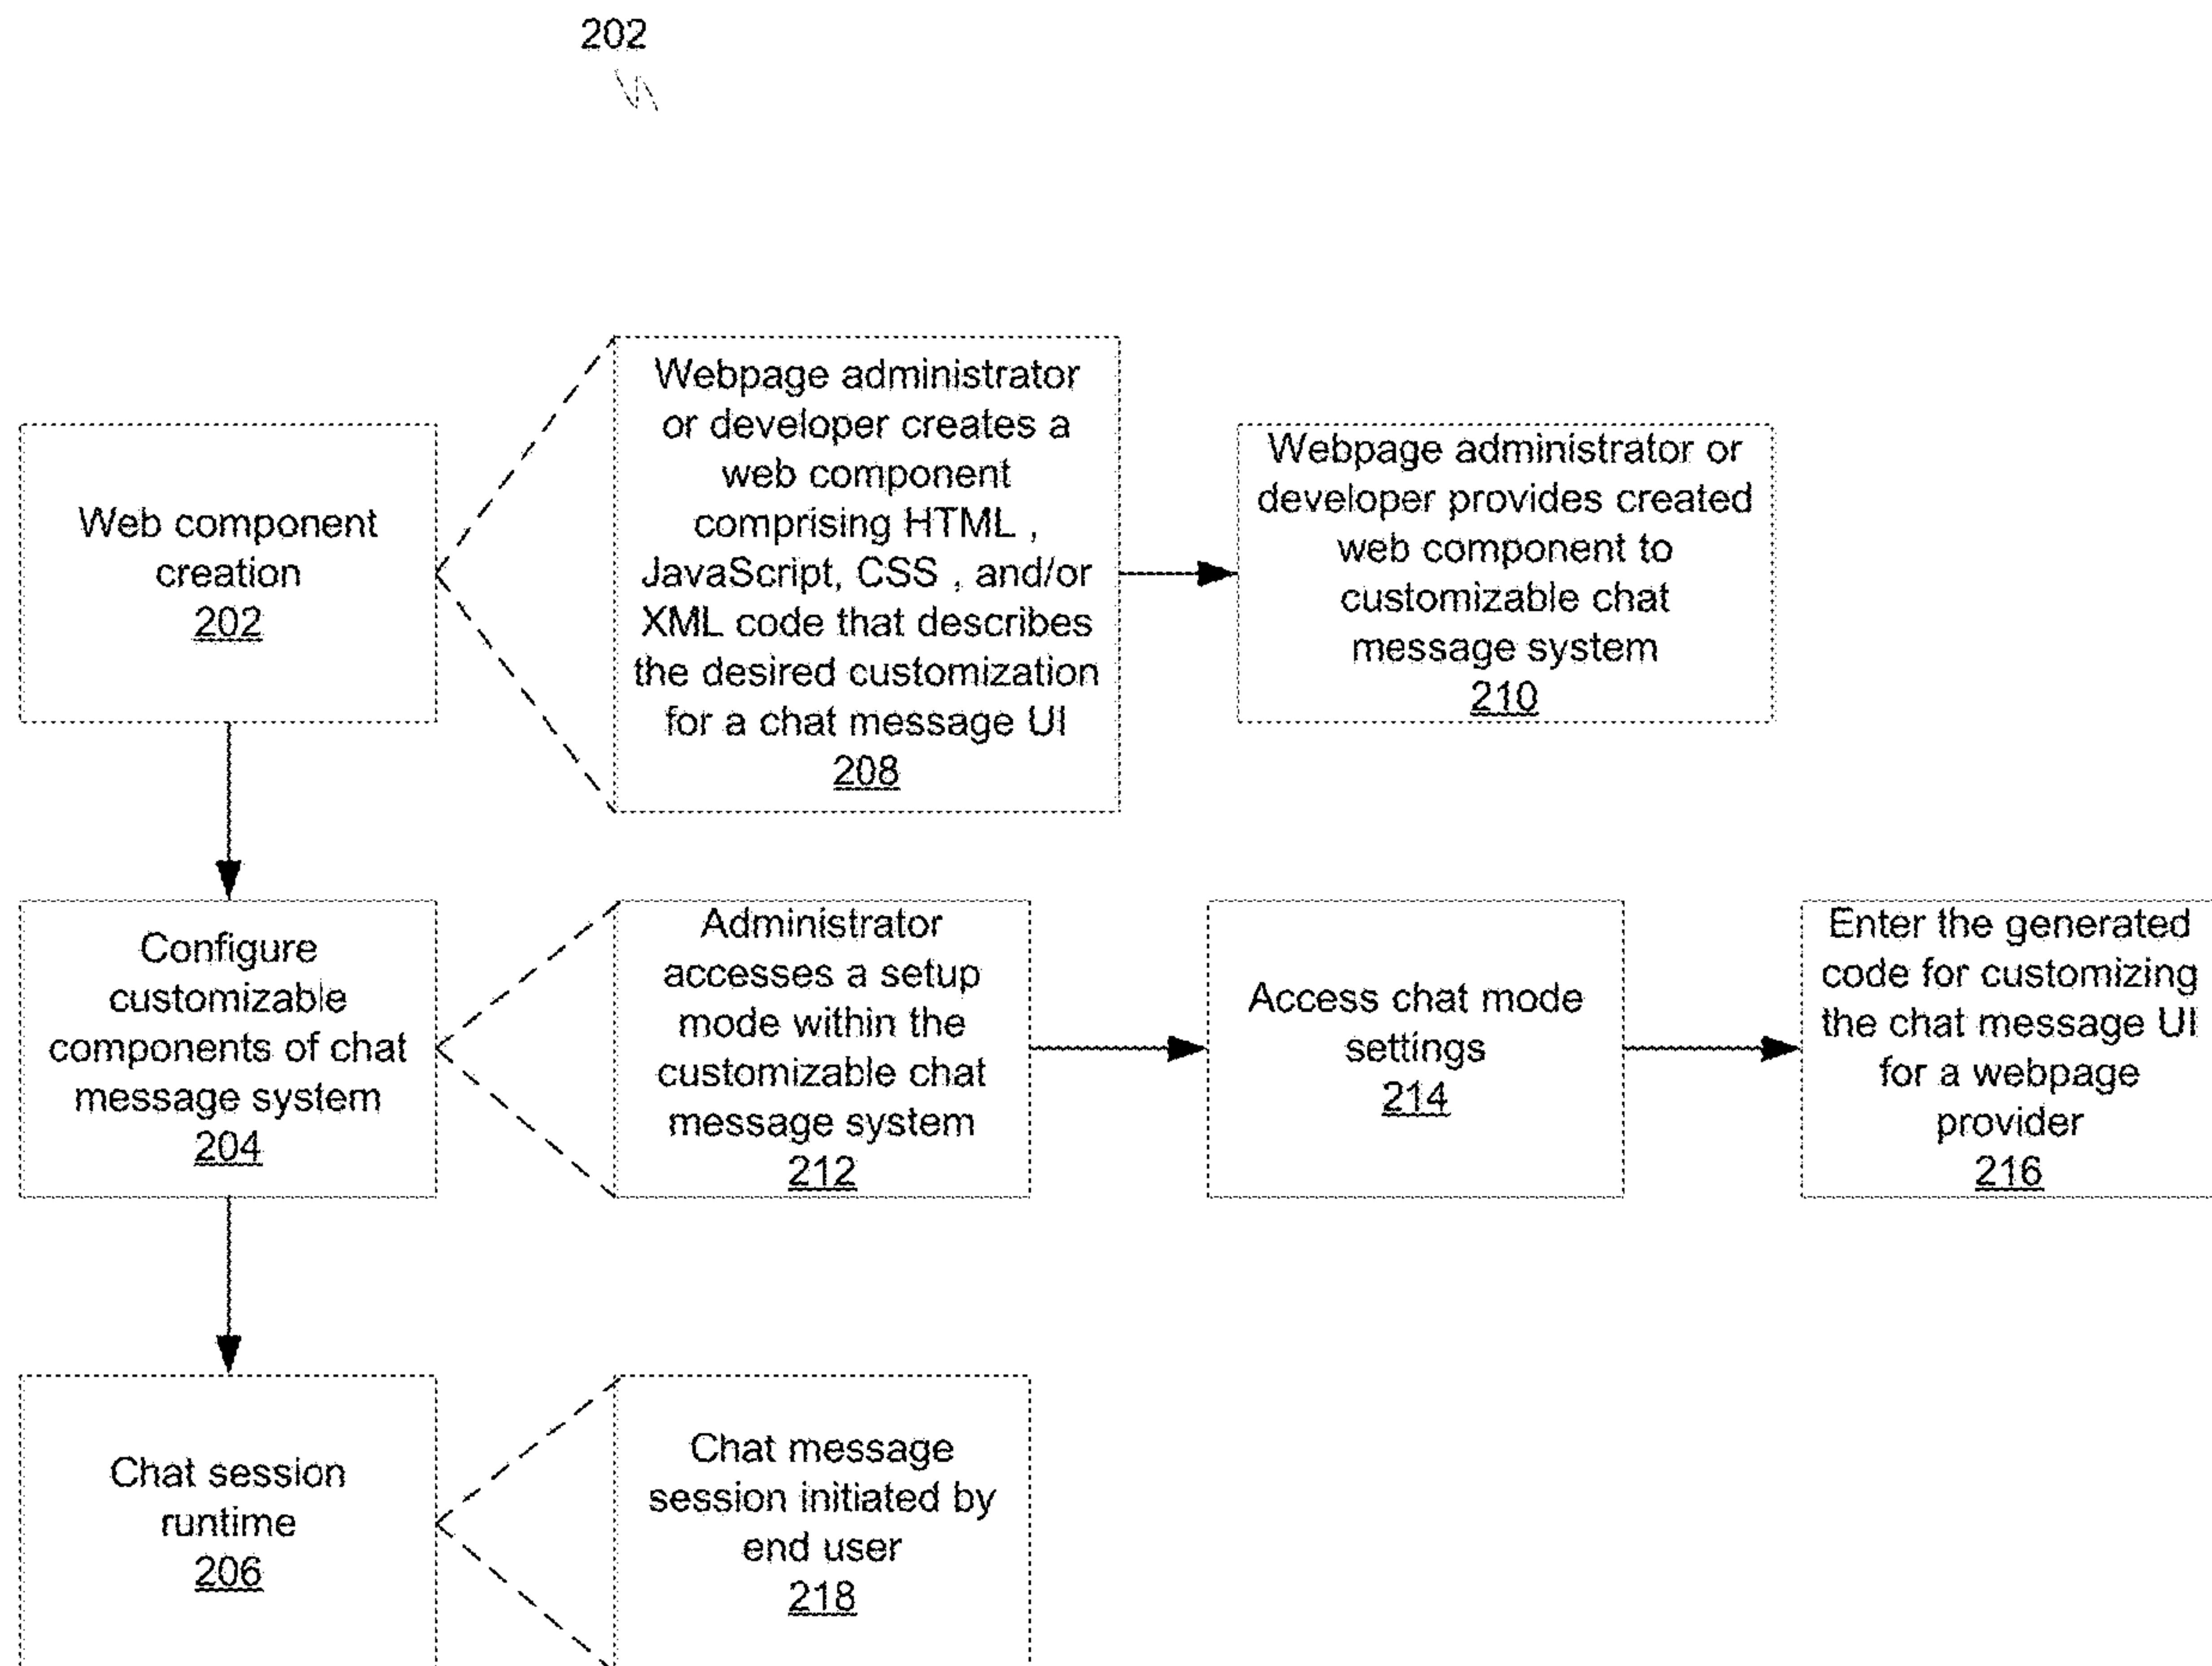 202
Web component
creation
202
Webpage administrator
or developer creates a
web component
comprising HTML ,
JavaScript, CSS , and/or
XML code that describes
the desired customization
for a chat message UI
208
Webpage administrator or
developer provides created
web component to
customizable chat
message system
210
Configure
customizable
components of chat
message system
204
Administrator
accesses a setup
mode within the
customizable chat
message system
212
Access chat mode
settings
214
Enter the generated
code for customizing
the chat message UI
for a webpage
provider
216
Chat session
runtime
206
Chat message
session initiated by
end user
218